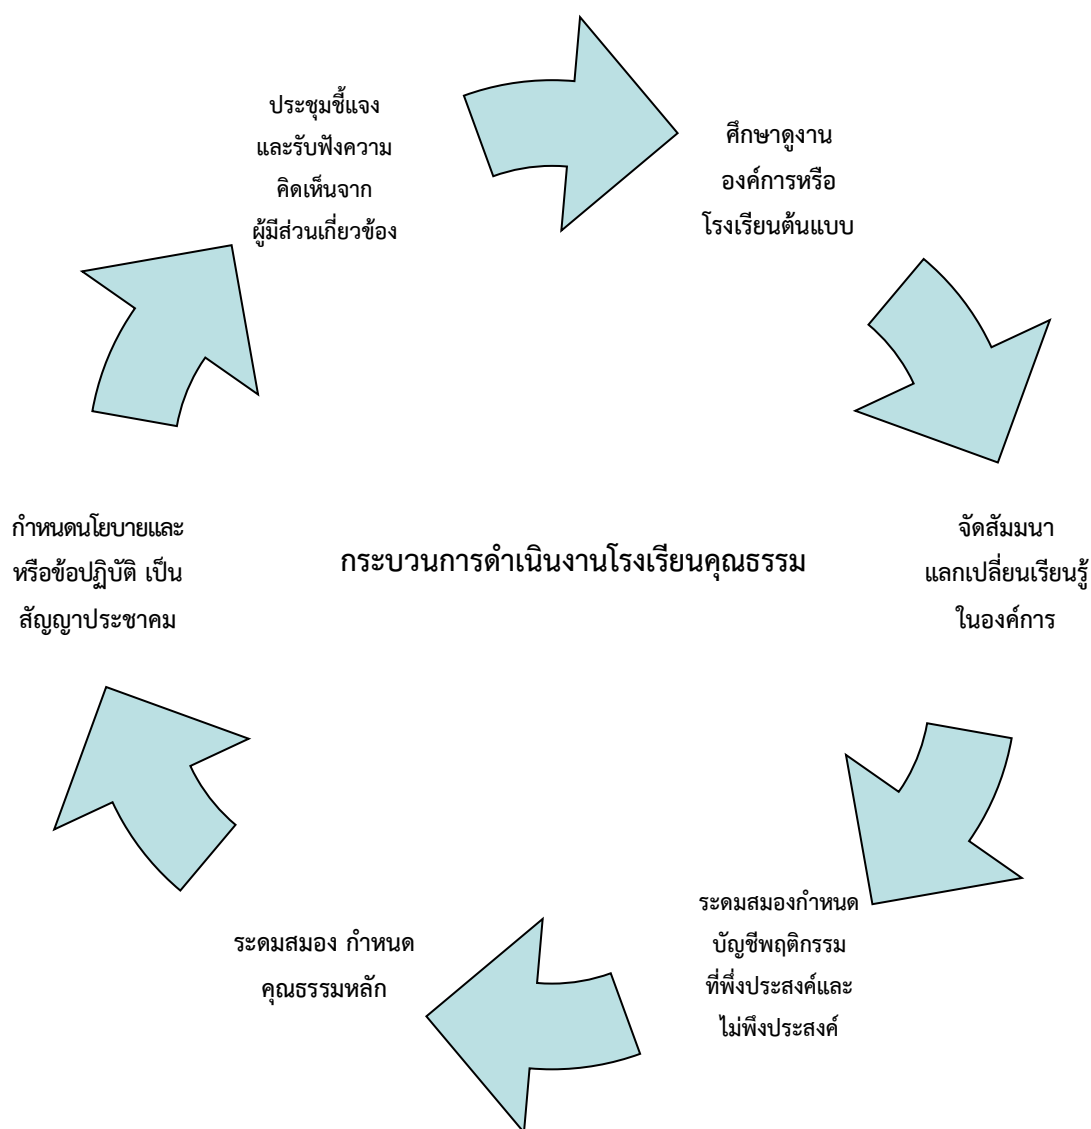 ประชุมชี้แจง
และรับฟังความ
คิดเห็นจาก
ผู้มีส่วนเกี่ยวข้อง
ศึกษาดูงาน
องค์การหรือ
โรงเรียนต้นแบบ
จัดสัมมนา
แลกเปลี่ยนเรียนรู้
ในองค์การ
ระดมสมองกำหนด
บัญชีพฤติกรรม
ที่พึ่งประสงค์และ
ไม่พึงประสงค์
ระดมสมอง กำหนด
คุณธรรมหลัก
กำหนดนโยบายและ
หรือข้อปฏิบัติ เป็น
สัญญาประชาคม
กระบวนการดำเนินงานโรงเรียนคุณธรรม